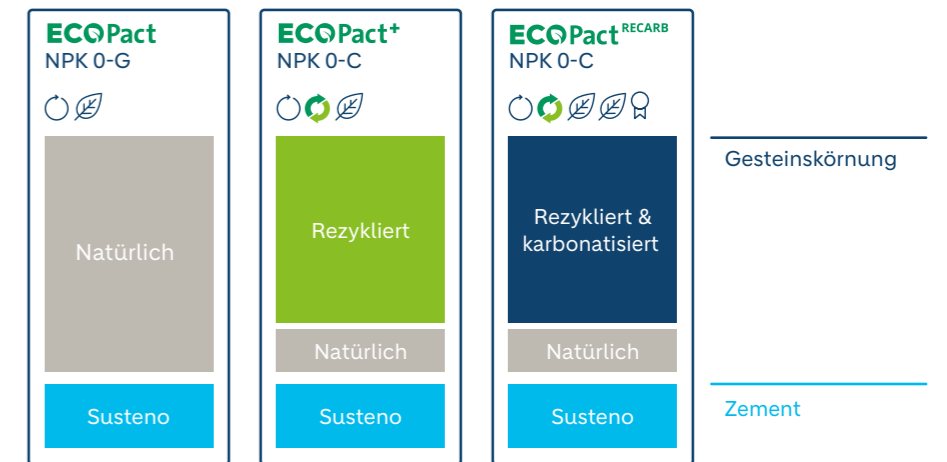 ECOPact
NPK 0-G
Natürlich
Susteno
ECOPact+
NPK 0-C
Rezykliert
Natürlich
Susteno
ECOPact RECARB
NPK 0-C
Rezykliert &
karbonatisiert
Natürlich
Susteno
Gesteinskörnung
Zement